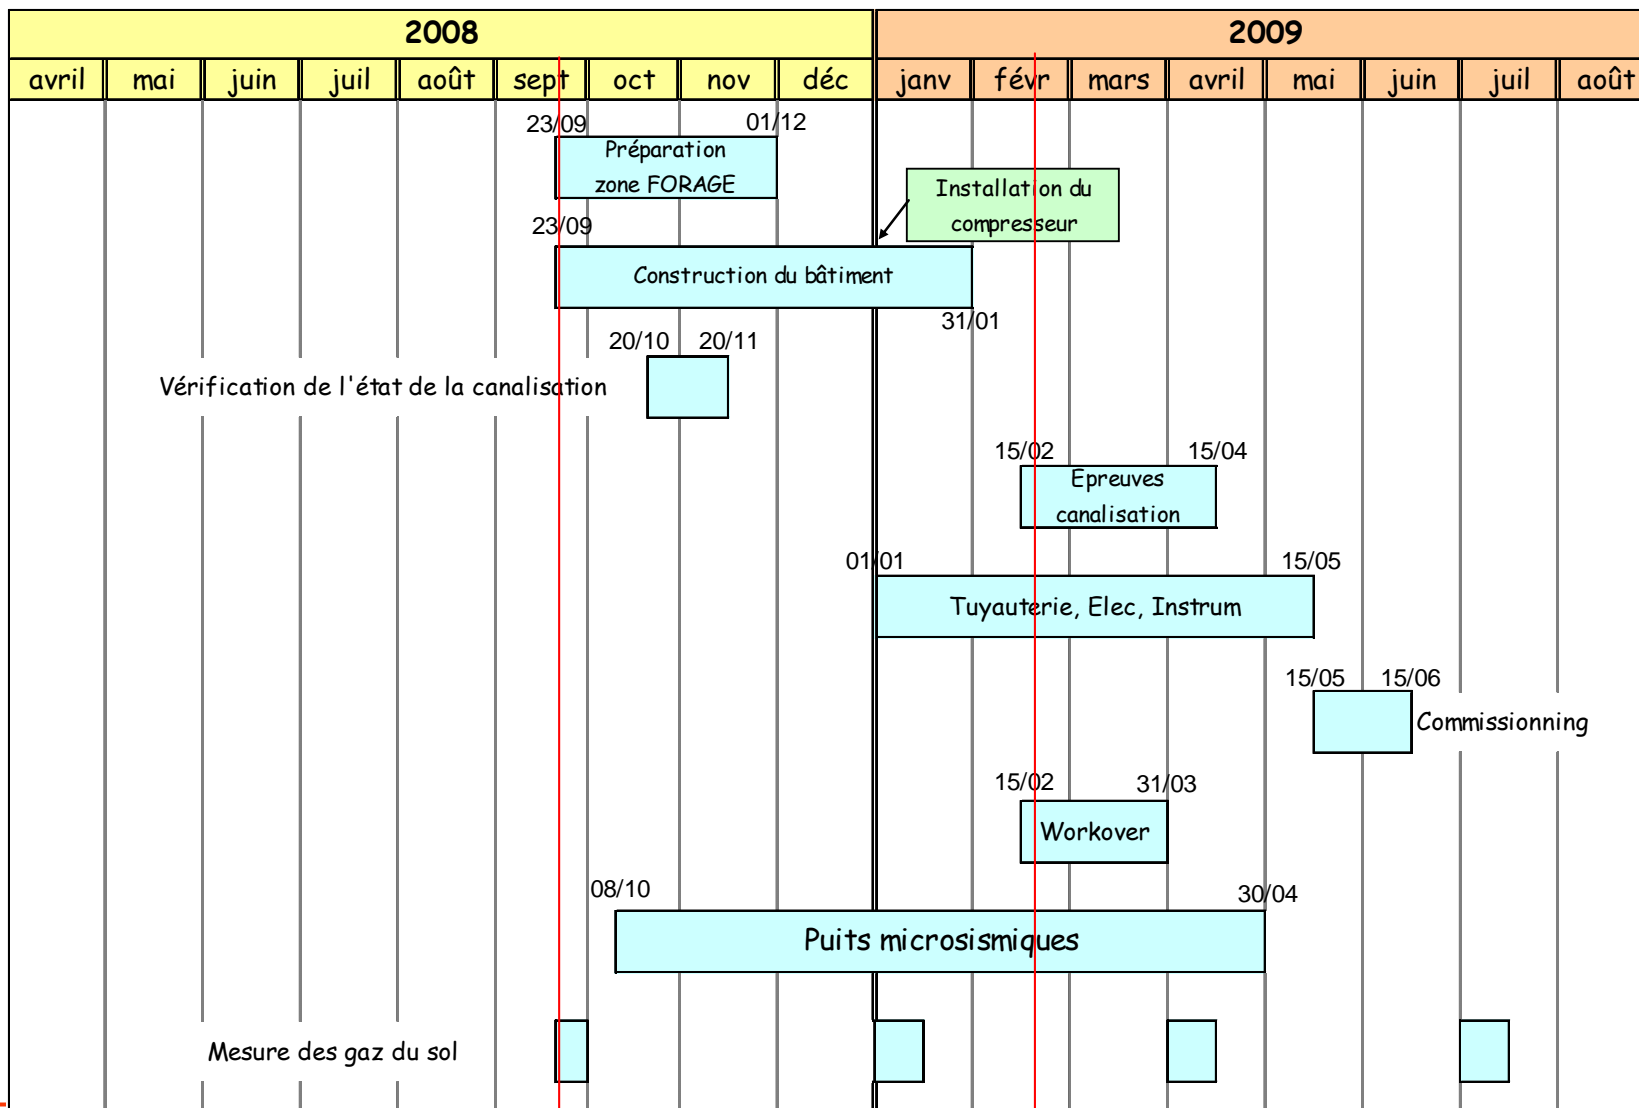 2008
2009
avril mai juin juil août sept oct nov déc janv févr mars avril mai juin juil août
23/09
01/12
Préparation
zone FORAGE
Installation du
compresseur
23/09
Construction du bâtiment
31/01
20/10
20/11
Vérification de l'état de la canalisation
15/02
15/04
Epreuves
canalisation
01/01
15/05
Tuyauterie, Elec, Instrum
15/05
15/06
Commissionning
15/02
31/03
Workover
08/10
30/04
Puits microsismiques
Mesure des gaz du sol